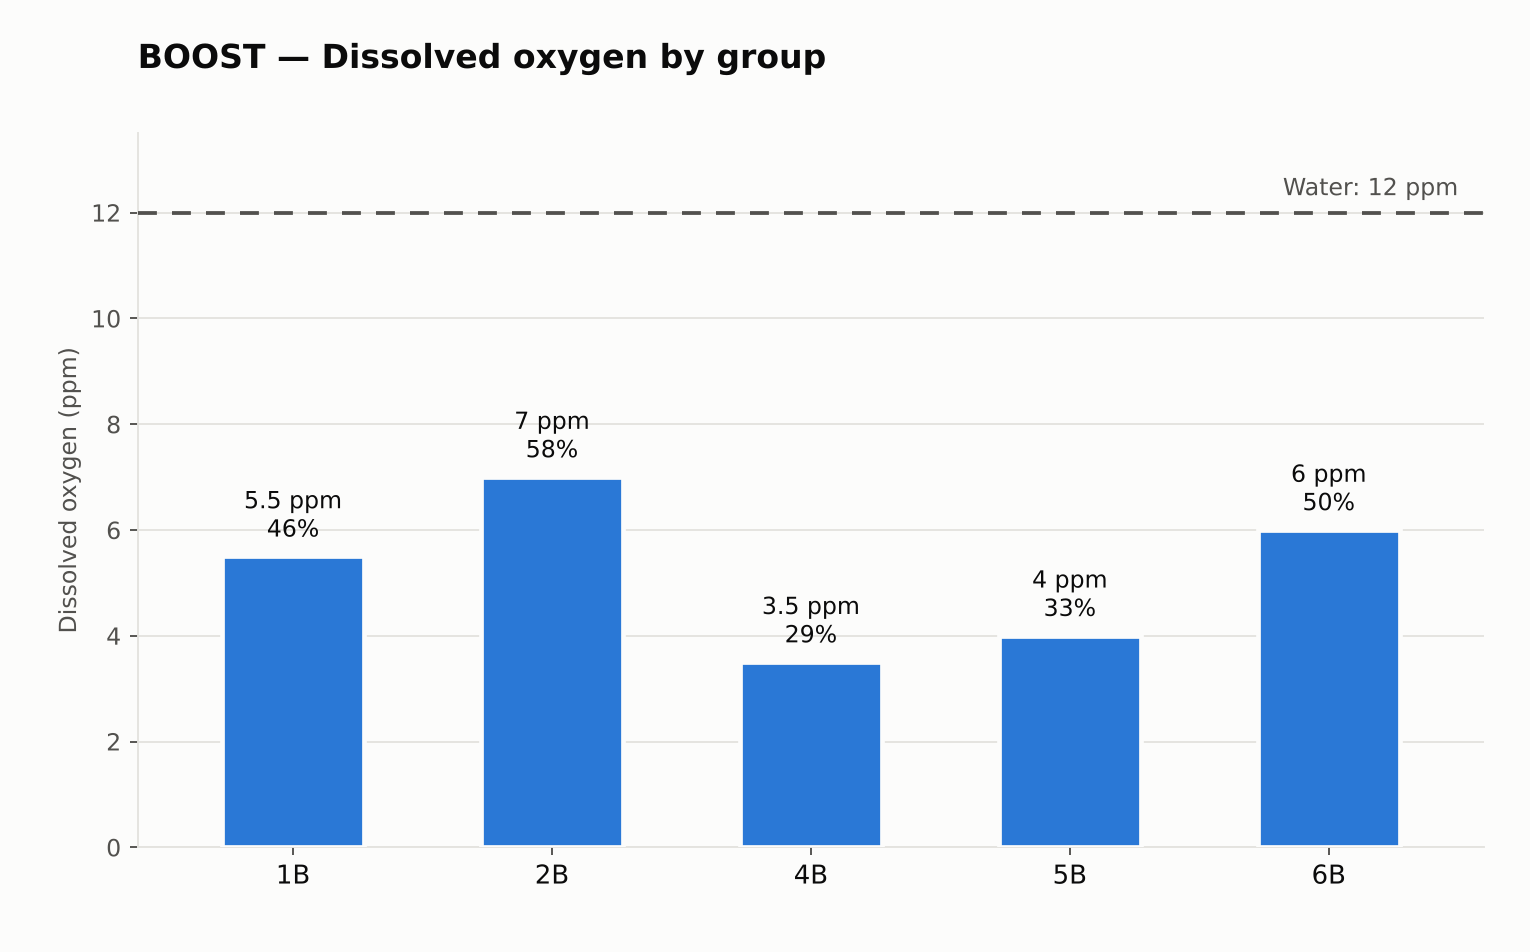 BOOST — Dissolved oxygen by group
Water: 12 ppm
Dissolved oxygen (ppm)
12
10
8
6
4
2
0
5.5 ppm
46%
7 ppm
58%
3.5 ppm
29%
4 ppm
33%
6 ppm
50%
1B
2B
4B
5B
6B